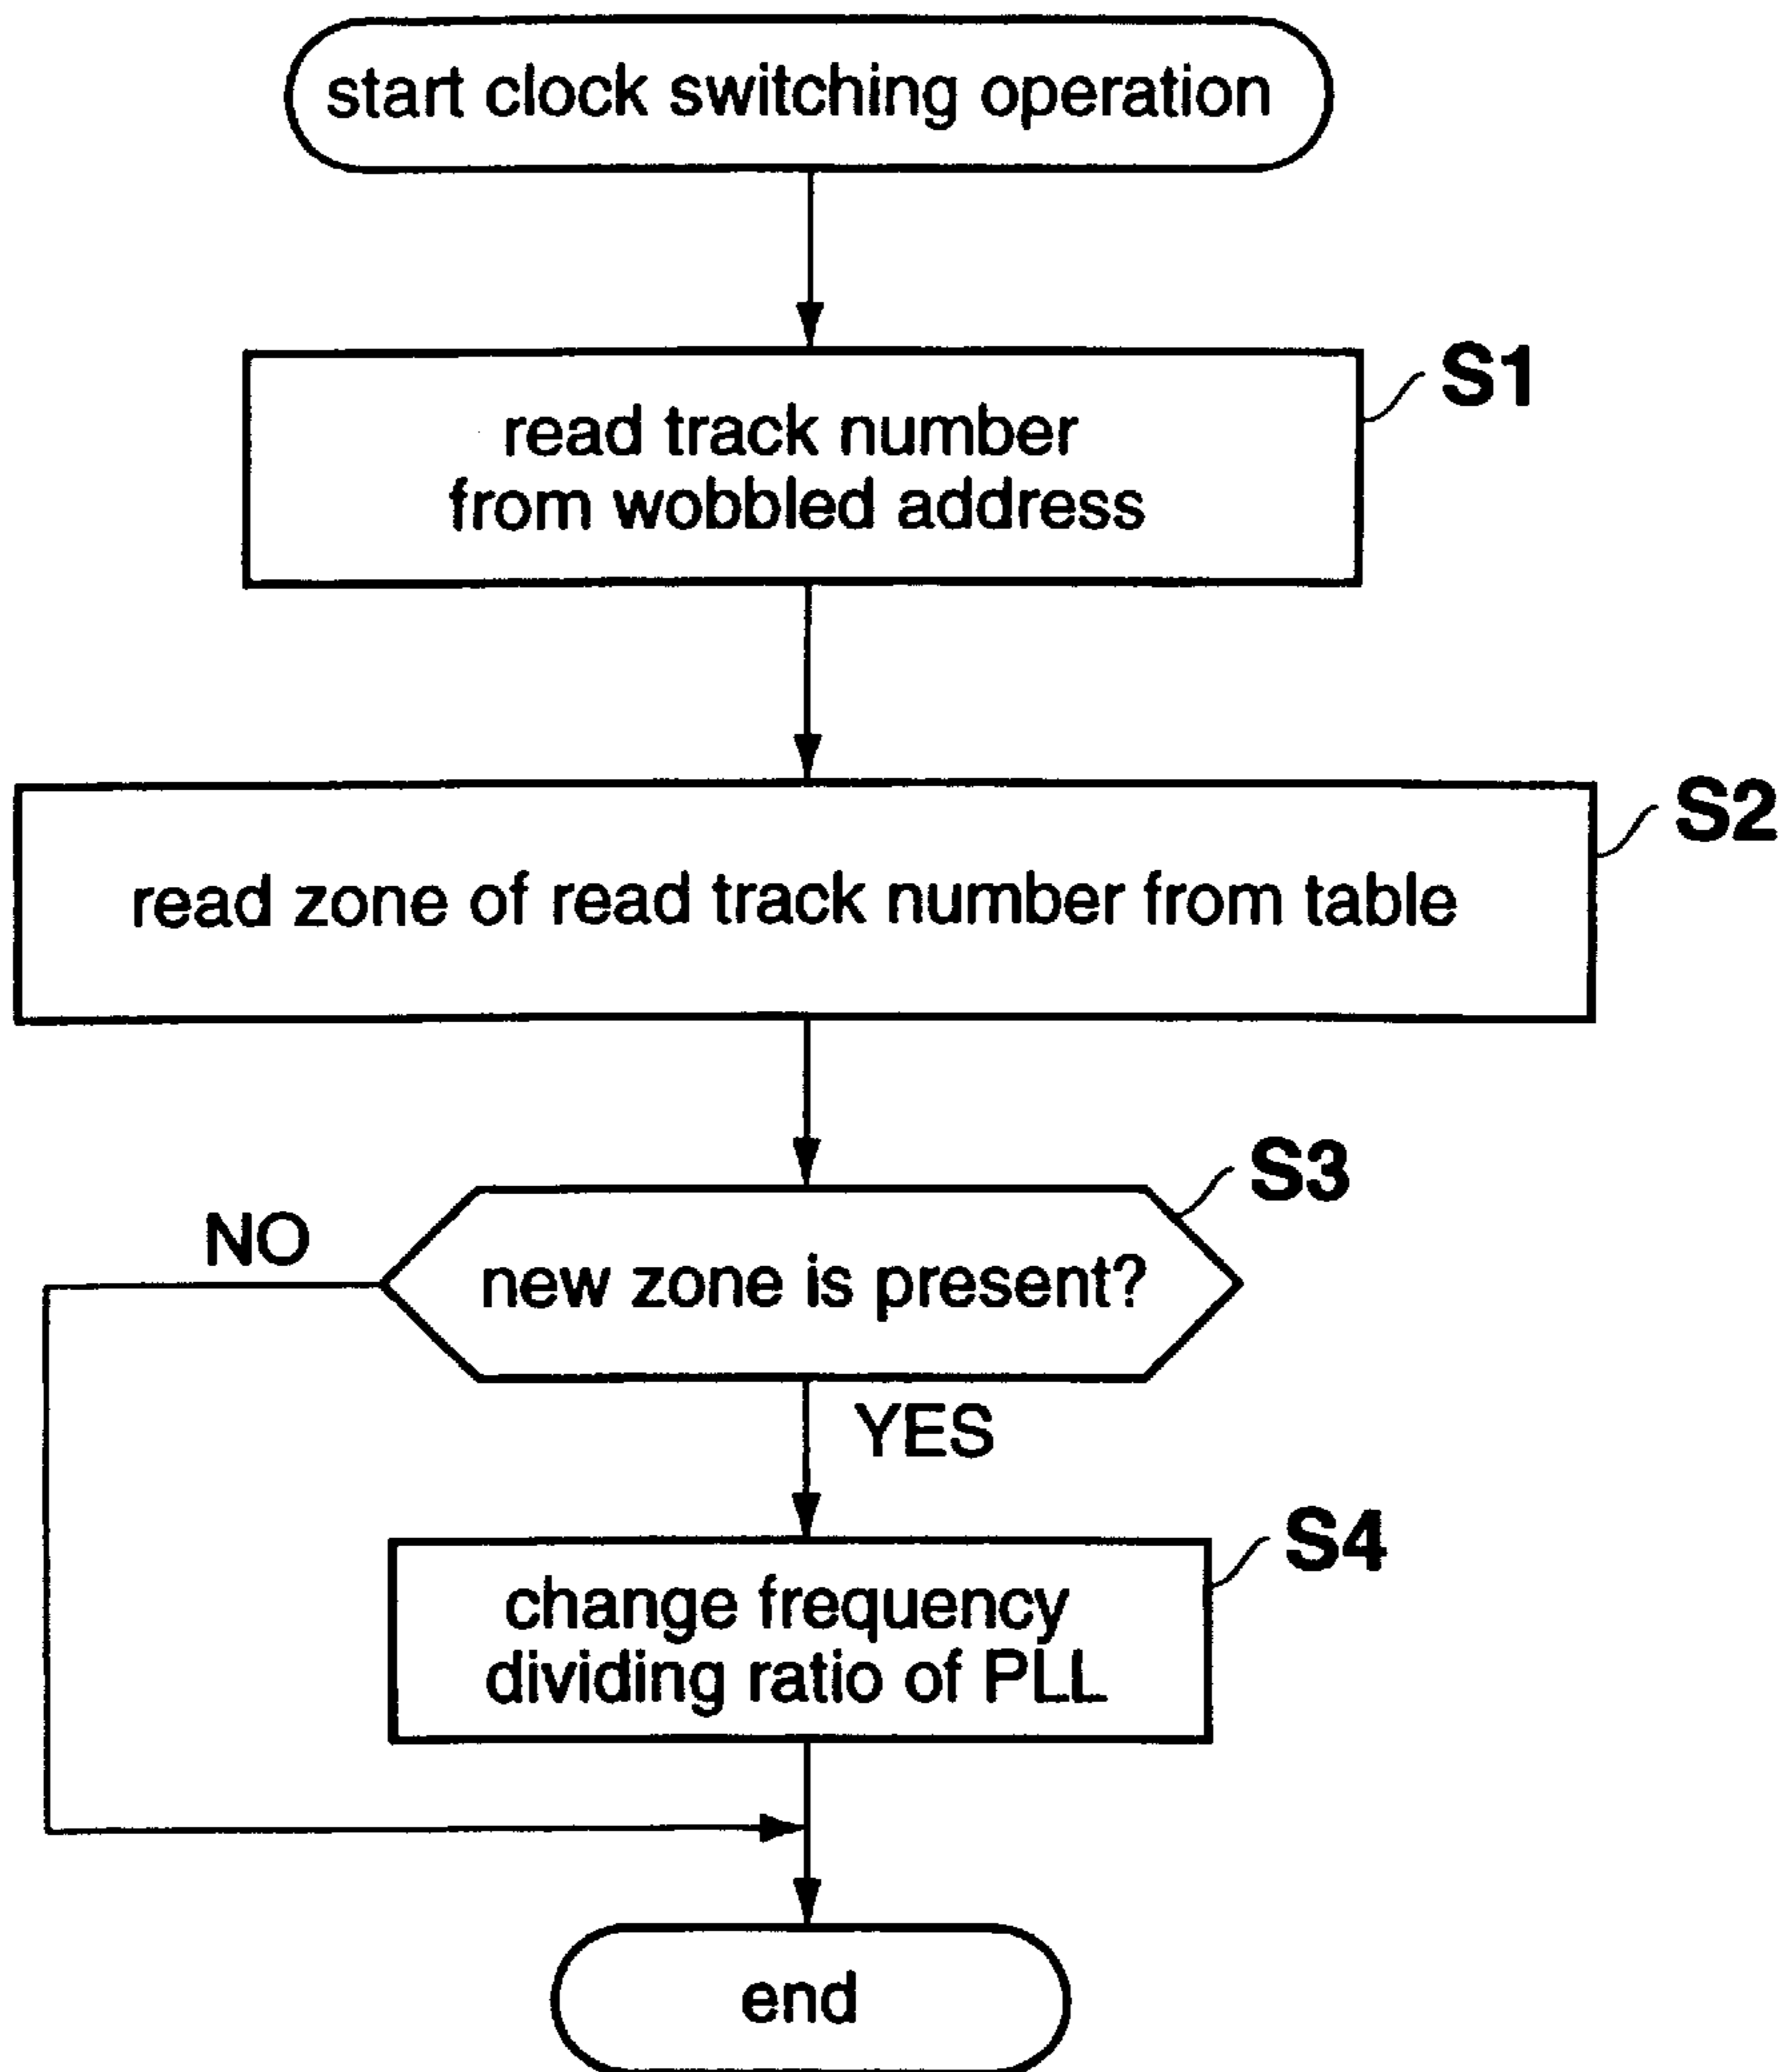 start clock switching operation
S1
read track number
from wobbled address
S2
read zone of read track number from table
S3
NO
new zone is present?
YES
S4
change frequency
dividing ratio of PLL
end